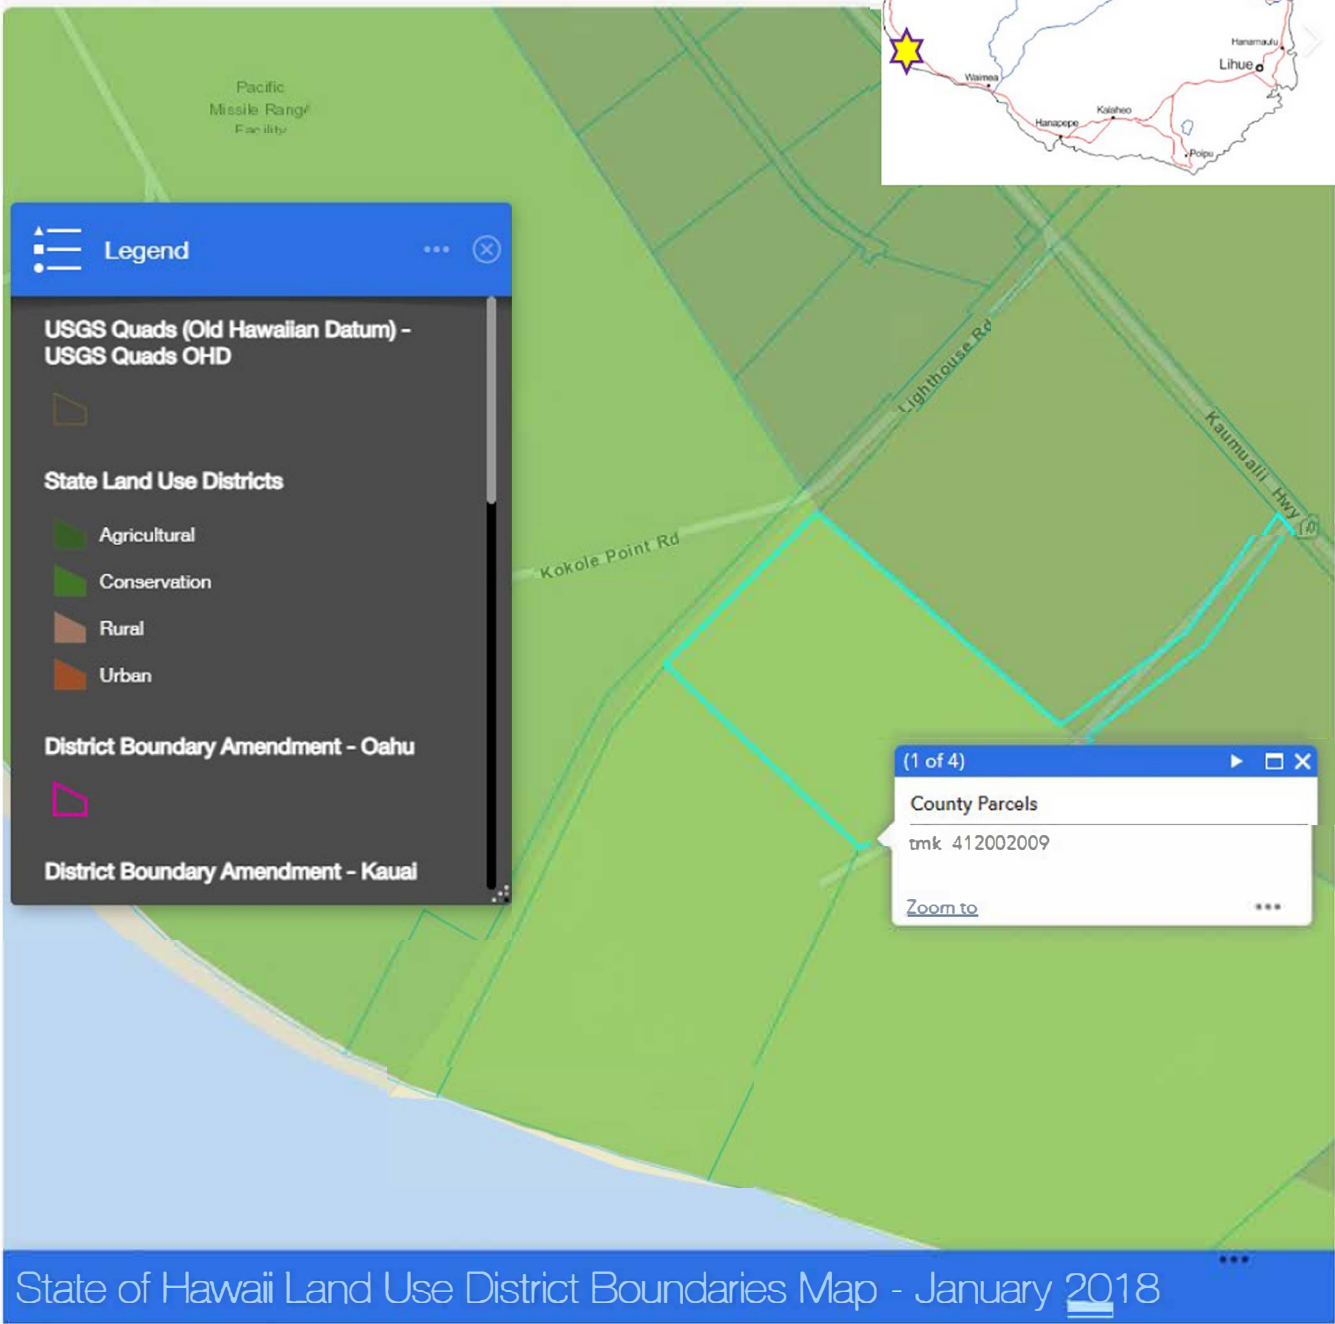 Pacific
Missile Range
Facility
Hanamaulu
Lihue
Waimea
Kalaheo
Hanapepe
Poipu
Legend
USGS Quads (Old Hawaiian Datum) -
USGS Quads OHD
State Land Use Districts
Agricultural
Conservation
Rural
Urban
District Boundary Amendment - Oahu
District Boundary Amendment - Kauai
Lighthouse Rd
Kaumualii Hwy
Kokole Point Rd
(1 of 4)
County Parcels
tmk 412002009
Zoom to
State of Hawaii Land Use District Boundaries Map - January 2018